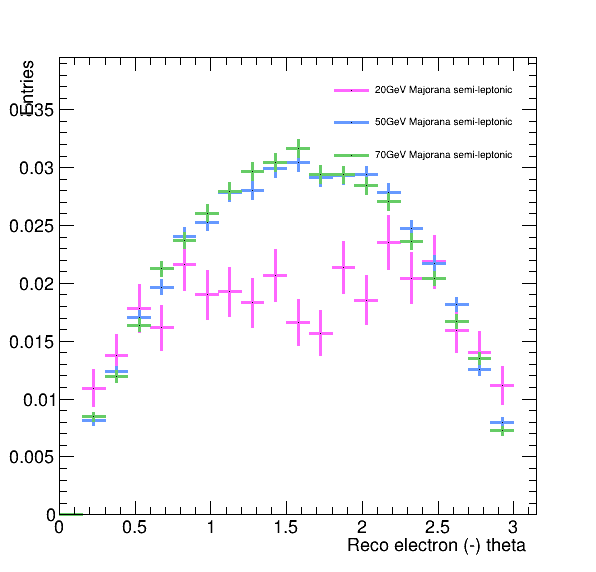 Entries
20GeV Majorana semi-leptonic
50GeV Majorana semi-leptonic
70GeV Majorana semi-leptonic
0.035
0.03
0.025
0.02
0.015
0.01
0.005
0
0 0.5 1 1.5 2 2.5 3
Reco electron (-) theta